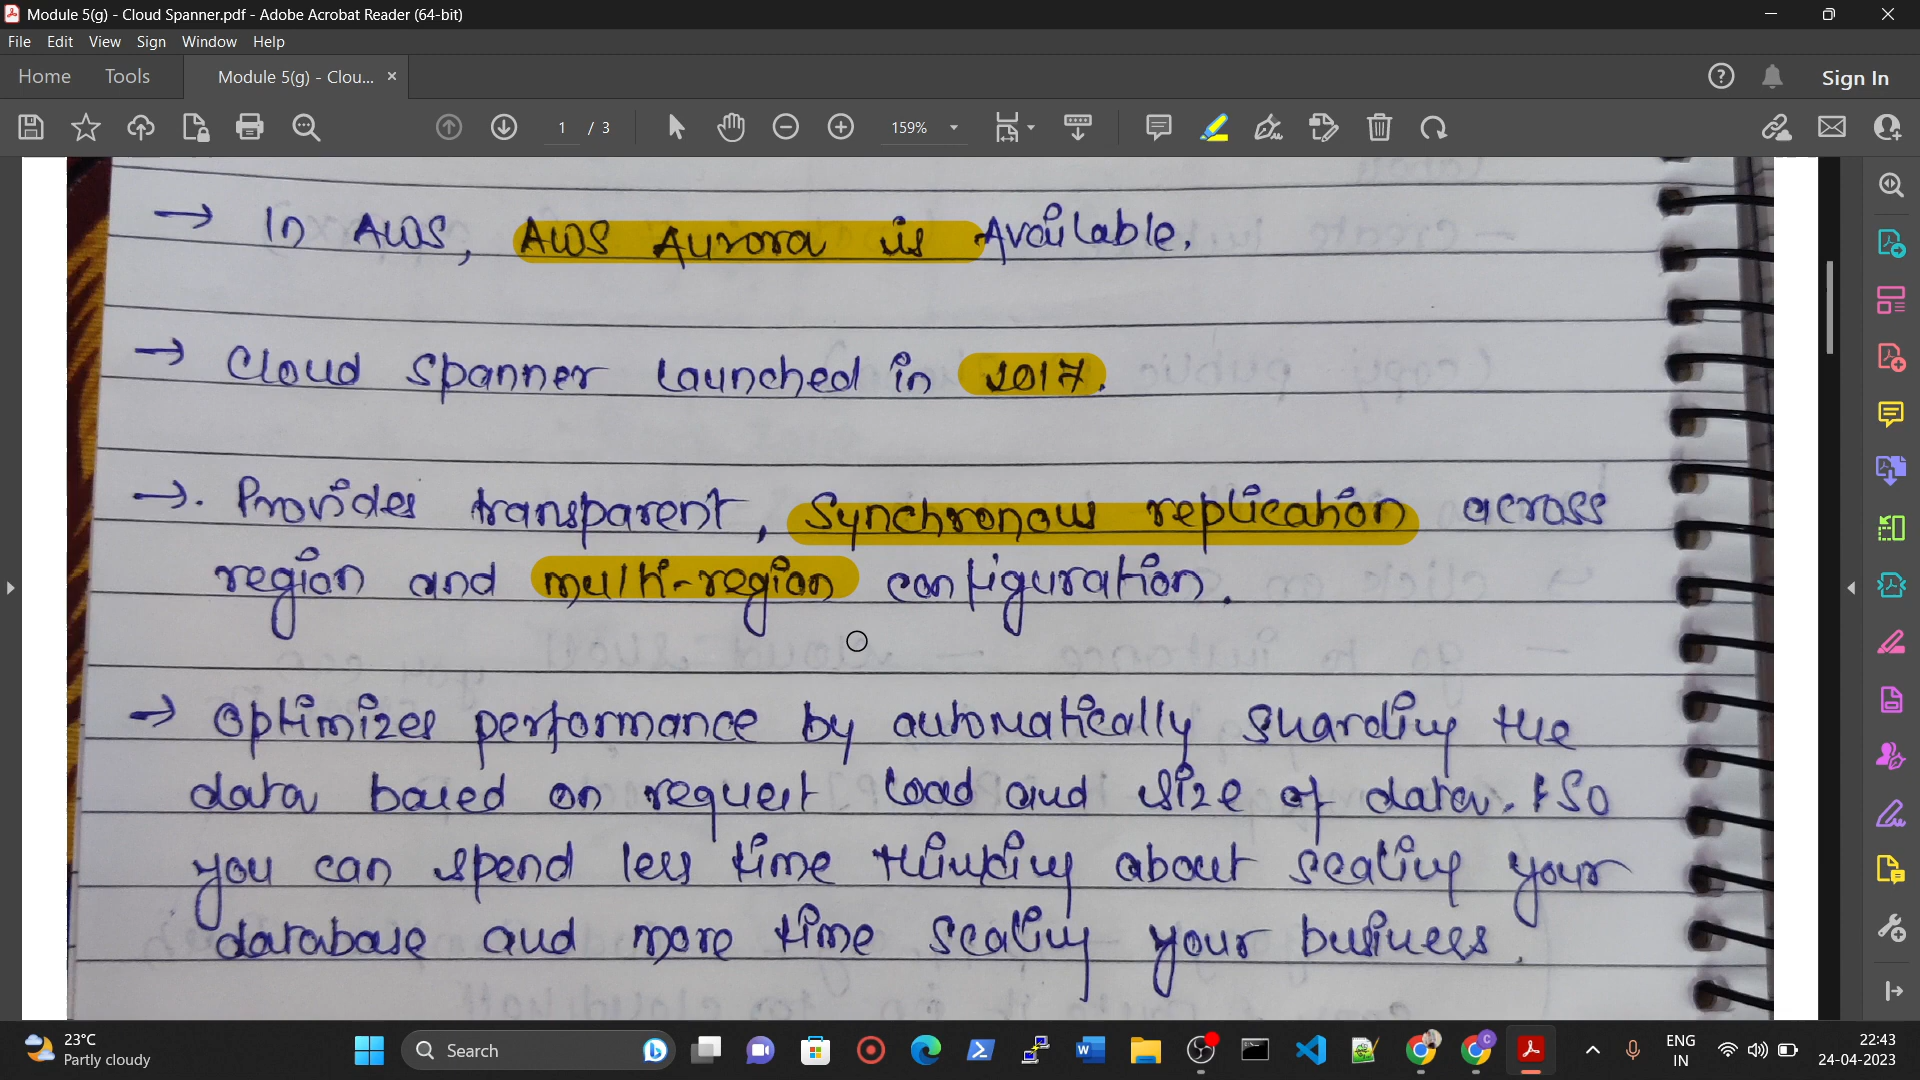 Module 5(g) - Cloud Spanner.pdf - Adobe Acrobat Reader (64-bit)
File Edit View Sign Window Help
Home Tools Module 5(g) - Clou... × Sign In
1 / 3 159%
→ In AWS, AWS Aurora is Available.
→ Cloud Spanner Launched in 2017.
→. Provides transparent, Synchronous replication across
region and multi-region configuration.
→ Optimizes performance by automatically sharding the
data based on request load and size of data. So
you can spend less time thinking about scaling your
database and more time scaling your business.
23°C
Partly cloudy
Search
ENG
IN
22:43
24-04-2023